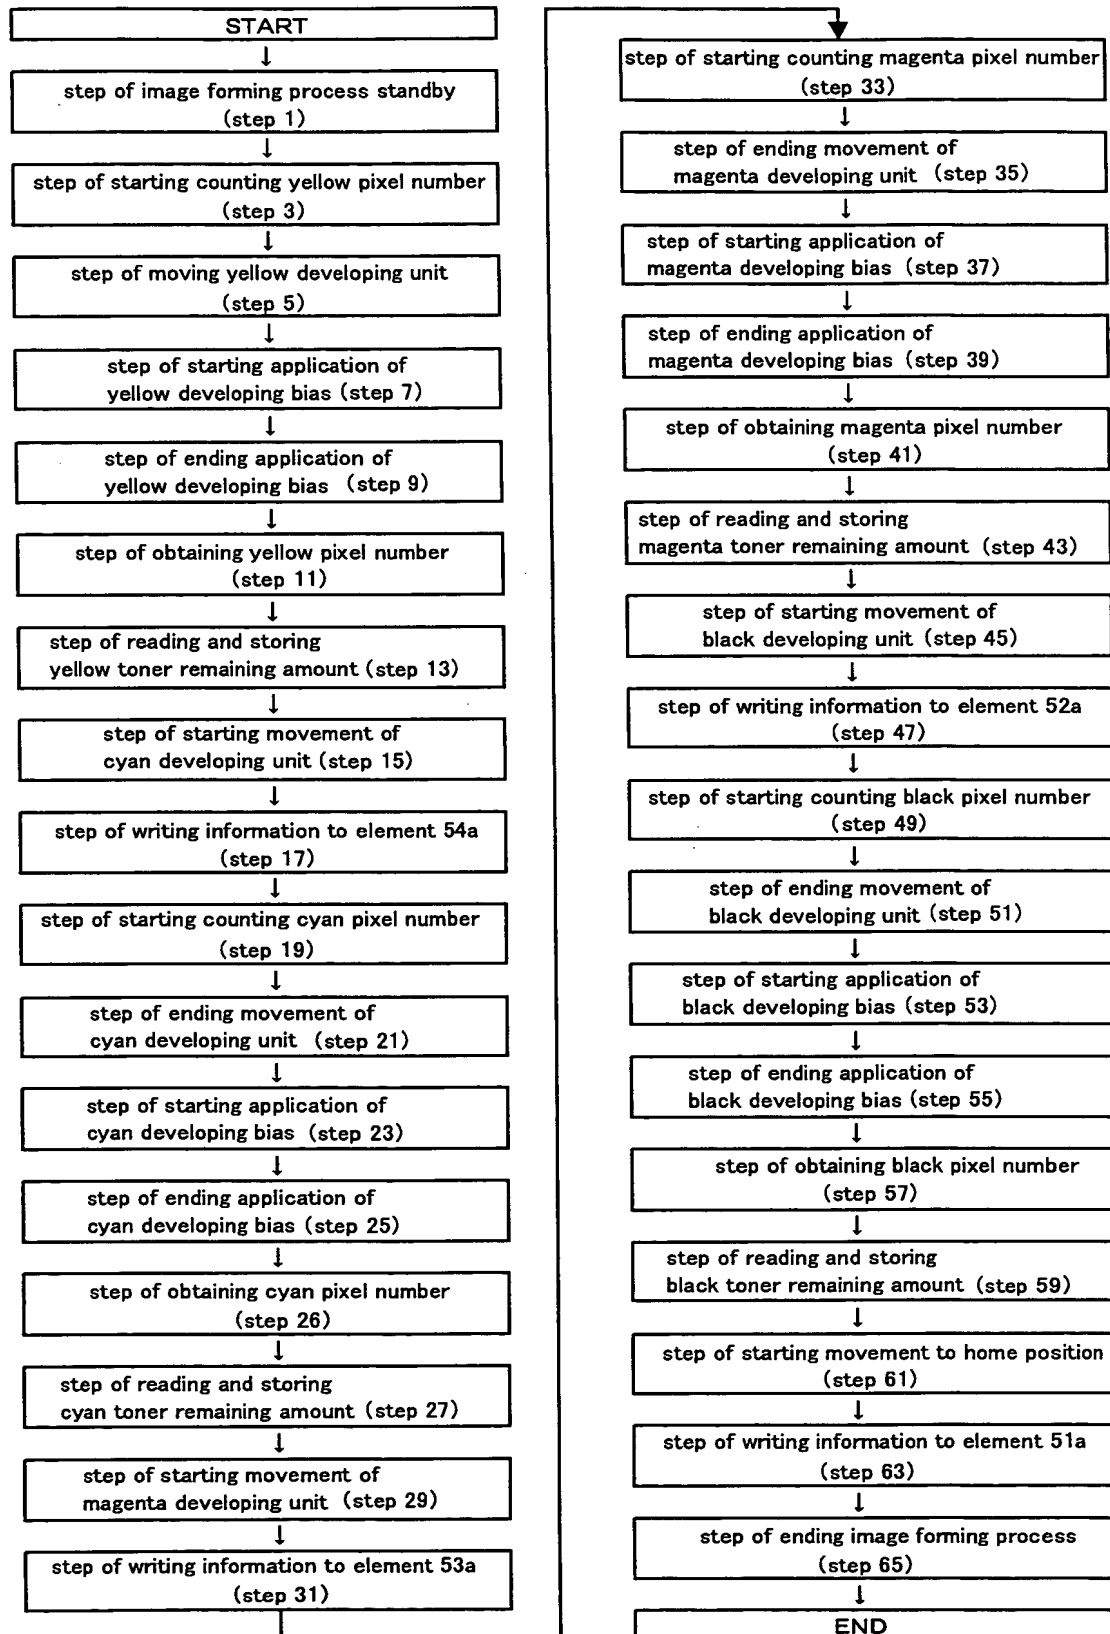 START
step of image forming process standby
(step 1)
step of starting counting yellow pixel number
(step 3)
step of moving yellow developing unit
(step 5)
step of starting application of
yellow developing bias (step 7)
step of ending application of
yellow developing bias (step 9)
step of obtaining yellow pixel number
(step 11)
step of reading and storing
yellow toner remaining amount (step 13)
step of starting movement of
cyan developing unit (step 15)
step of writing information to element 54a
(step 17)
step of starting counting cyan pixel number
(step 19)
step of ending movement of
cyan developing unit (step 21)
step of starting application of
cyan developing bias (step 23)
step of ending application of
cyan developing bias (step 25)
step of obtaining cyan pixel number
(step 26)
step of reading and storing
cyan toner remaining amount (step 27)
step of starting movement of
magenta developing unit (step 29)
step of writing information to element 53a
(step 31)
step of starting counting magenta pixel number
(step 33)
step of ending movement of
magenta developing unit (step 35)
step of starting application of
magenta developing bias (step 37)
step of ending application of
magenta developing bias (step 39)
step of obtaining magenta pixel number
(step 41)
step of reading and storing
magenta toner remaining amount (step 43)
step of starting movement of
black developing unit (step 45)
step of writing information to element 52a
(step 47)
step of starting counting black pixel number
(step 49)
step of ending movement of
black developing unit (step 51)
step of starting application of
black developing bias (step 53)
step of ending application of
black developing bias (step 55)
step of obtaining black pixel number
(step 57)
step of reading and storing
black toner remaining amount (step 59)
step of starting movement to home position
(step 61)
step of writing information to element 51a
(step 63)
step of ending image forming process
(step 65)
END